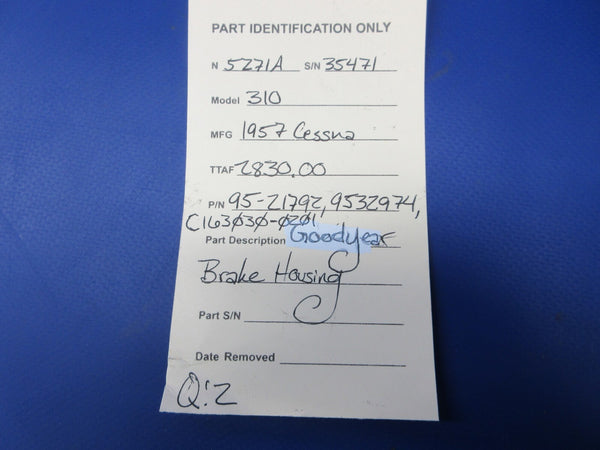 PART IDENTIFICATION ONLY
N 5271A S/N 35471
Model 310
MFG 1957 Cessna
TTAF 2830.00
P/N 95-21792, 9532974,
C163030-0201
Part Description Goodyear
Brake Housing
Part S/N
Date Removed
Q:2